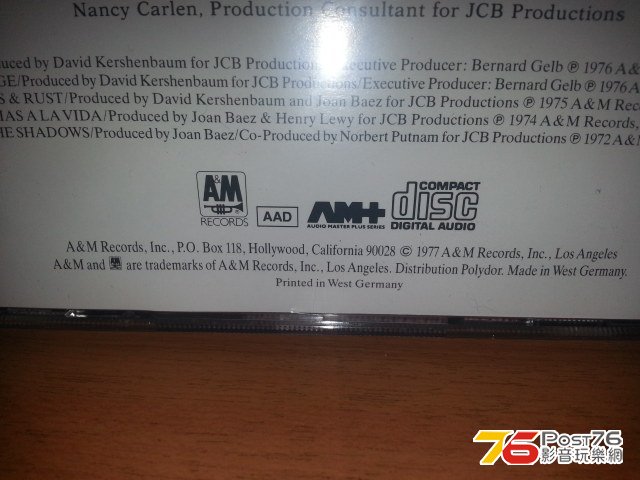 Nancy Carlen, Production Consultant for JCB Productions
by David Kershenbaum for JCB Productions/Executive Producer: Bernard Gelb ℗ 1976 A&
/Produced by David Kershenbaum for JCB Productions/Executive Producer: Bernard Gelb ℗ 1976 A&
& RUST/Produced by David Kershenbaum and Joan Baez for JCB Productions ℗ 1975 A&M Rec
A LA VIDA/Produced by Joan Baez & Henry Lewy for JCB Productions ℗ 1974 A&M Records,
SHADOWS/Produced by Joan Baez/Co-Produced by Norbert Putnam for JCB Productions ℗ 1972 A&
A&M
RECORDS
AAD
AM+
AUDIO MASTER PLUS SERIES
COMPACT
disc
DIGITAL AUDIO
A&M Records, Inc., P.O. Box 118, Hollywood, California 90028 © 1977 A&M Records, Inc., Los Angeles
A&M and A&M are trademarks of A&M Records, Inc., Los Angeles. Distribution Polydor. Made in West Germany.
Printed in West Germany
76 Post76
影音玩樂網